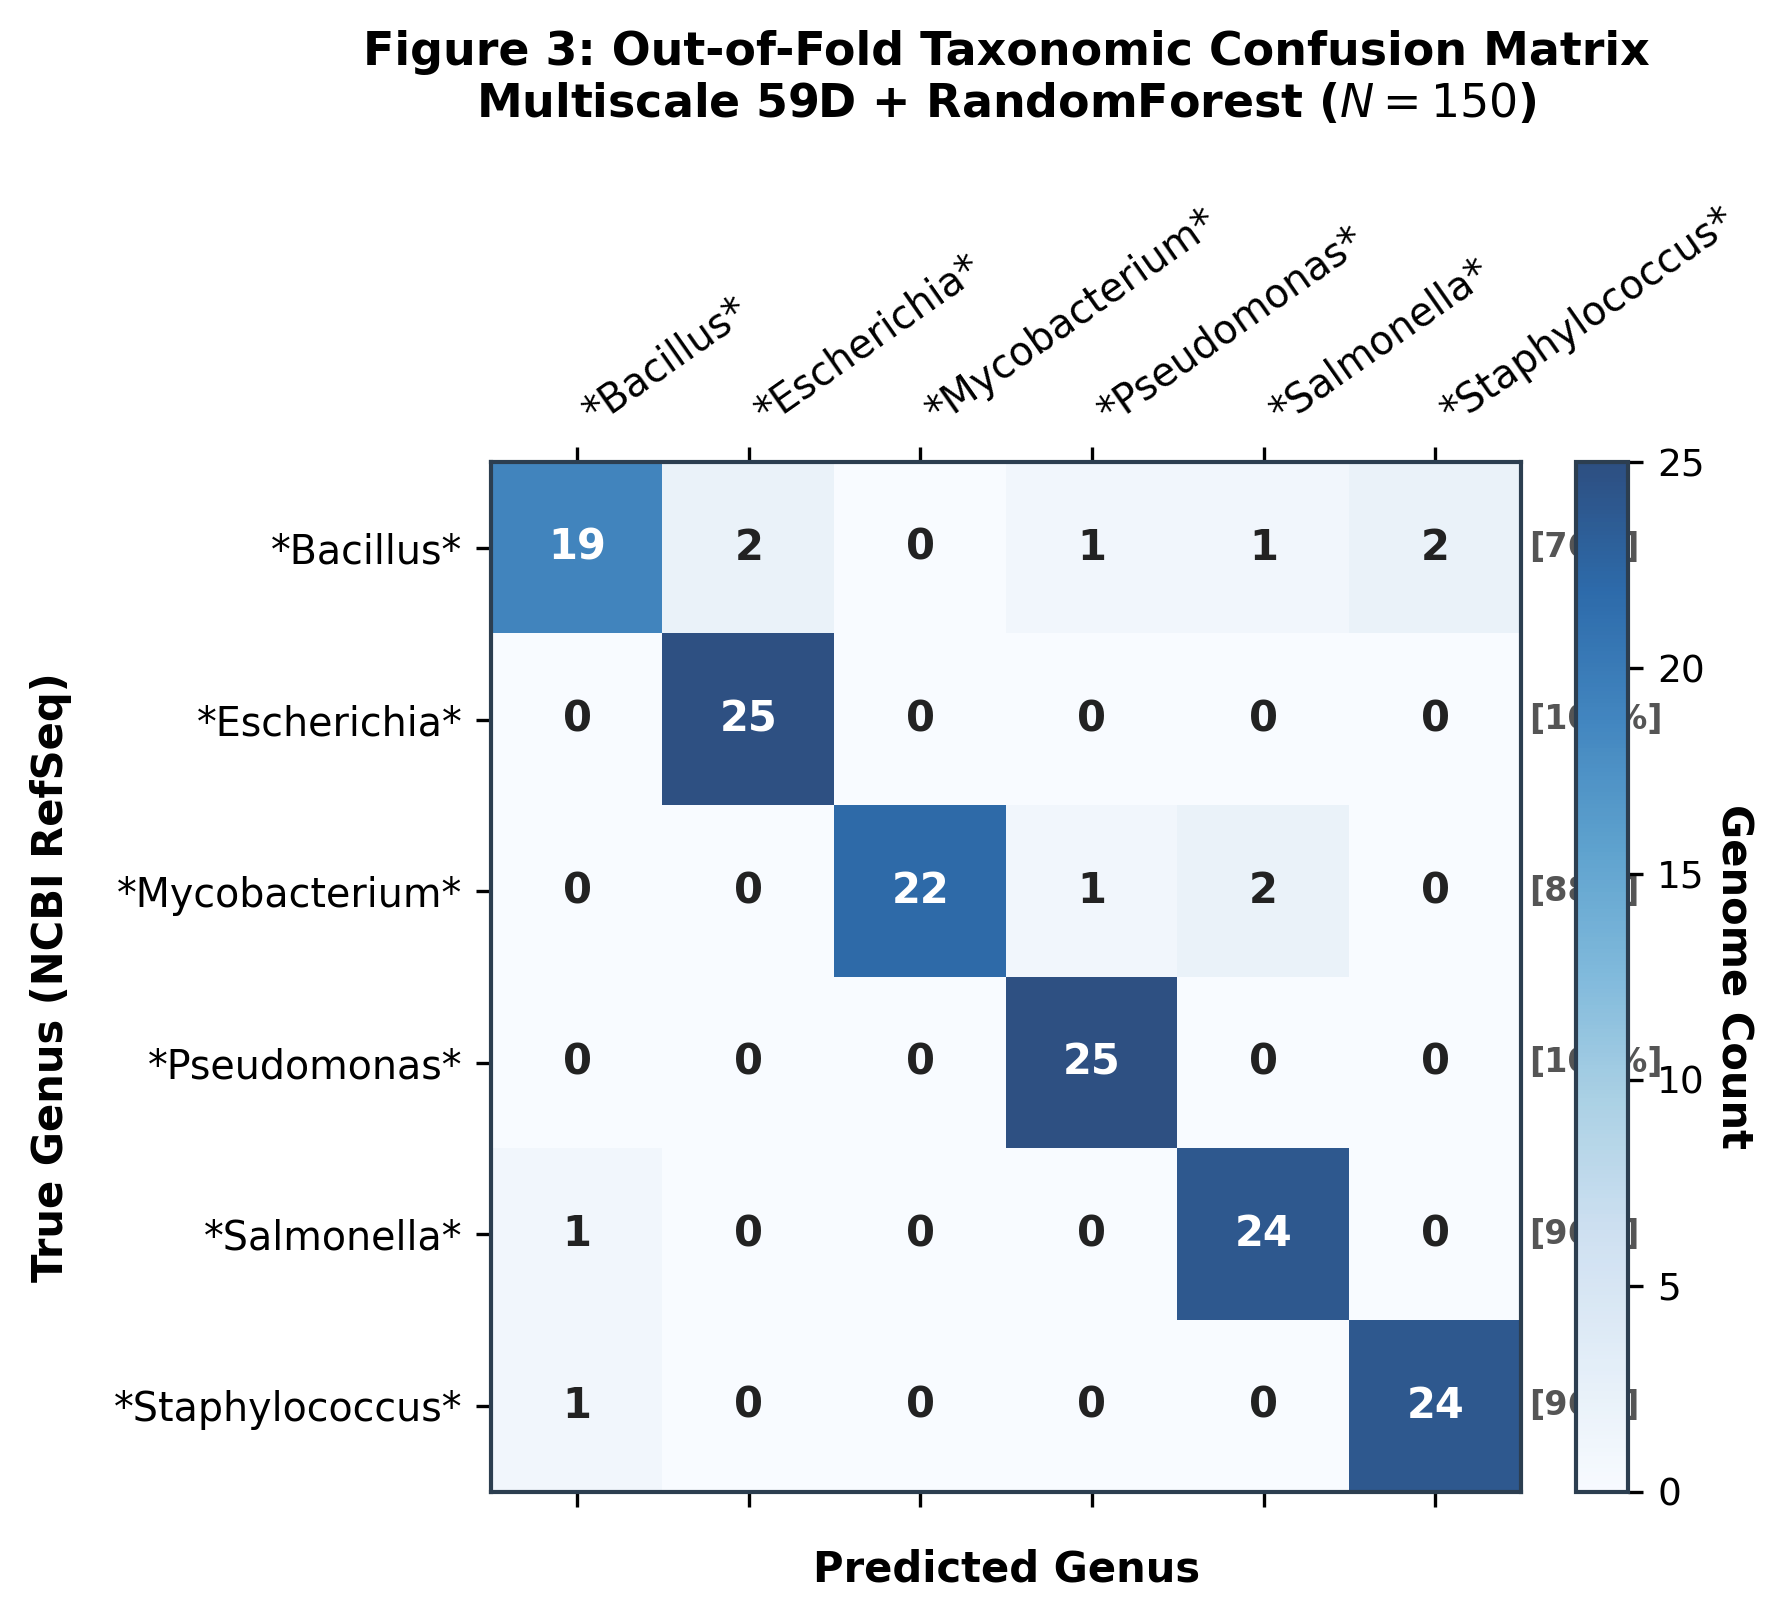 Figure 3: Out-of-Fold Taxonomic Confusion Matrix
Multiscale 59D + RandomForest (N = 150)
*Bacillus*
*Escherichia*
*Mycobacterium*
*Pseudomonas*
*Salmonella*
*Staphylococcus*
*Bacillus* 19 2 0 1 1 2
*Escherichia* 0 25 0 0 0 0
*Mycobacterium* 0 0 22 1 2 0
*Pseudomonas* 0 0 0 25 0 0
*Salmonella* 1 0 0 0 24 0
*Staphylococcus* 1 0 0 0 0 24
True Genus (NCBI RefSeq)
Predicted Genus
25
20
15
10
5
0
Genome Count